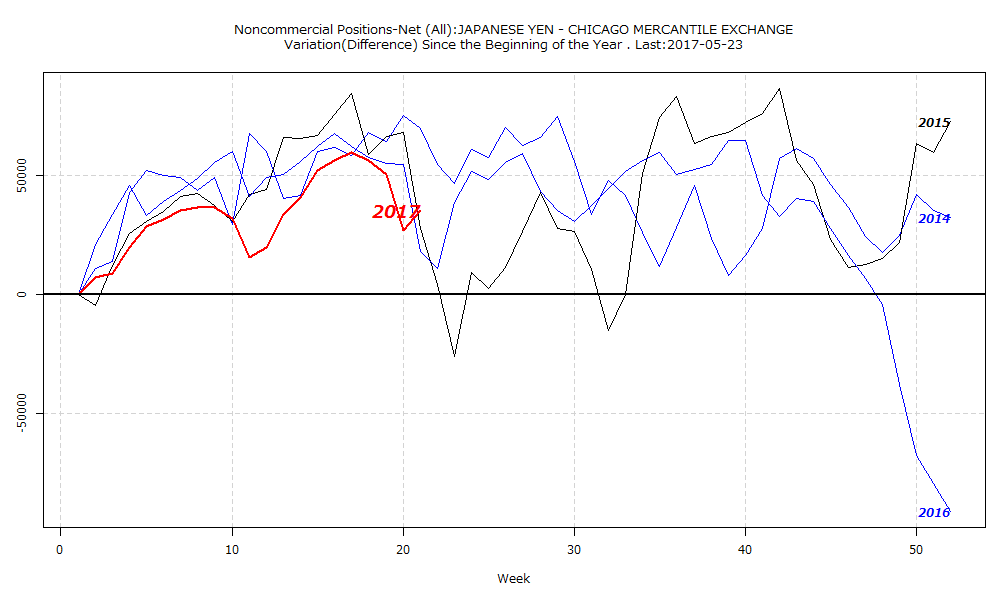 Noncommercial Positions-Net (All):JAPANESE YEN - CHICAGO MERCANTILE EXCHANGE
Variation(Difference) Since the Beginning of the Year . Last:2017-05-23
2015
50000
2017
2014
0
-50000
2016
0 10 20 30 40 50
Week